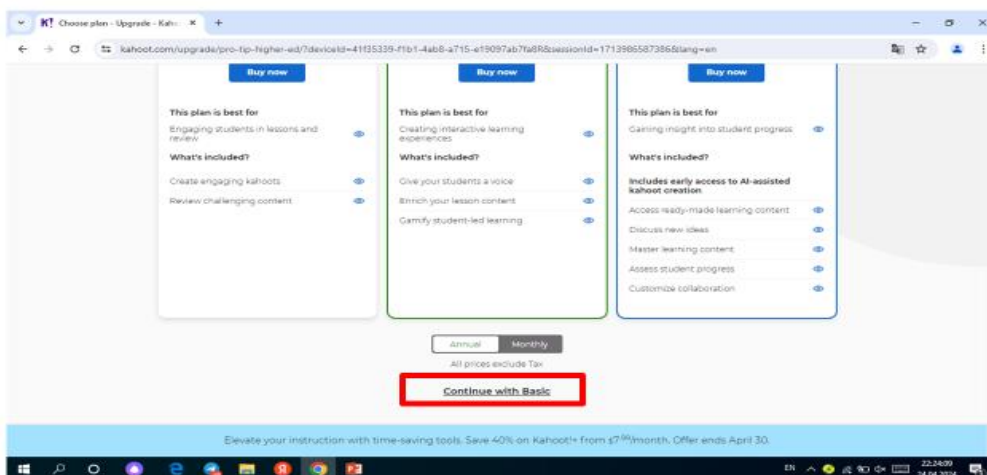 Choose plan - Upgrade - Kaho
kahoot.com/upgrade/pro-tip-higher-ed/?deviceId=41f35339-f1b1-4ab8-a715-e19097ab7fa8R&sessionId=1713986587386&lang=en
Buy now
This plan is best for
Engaging students in lessons and
review
What's included?
Create engaging kahoots
Review challenging content
Buy now
This plan is best for
Creating interactive learning
experiences
What's included?
Give your students a voice
Enrich your lesson content
Gamify student-led learning
Buy now
This plan is best for
Gaining insight into student progress
What's included?
Includes early access to AI-assisted
kahoot creation
Access ready-made learning content
Discuss new ideas
Master learning content
Assess student progress
Customize collaboration
Annual Monthly
All prices exclude Tax
Continue with Basic
Elevate your instruction with time-saving tools. Save 40% on Kahoot!+ from $7.99/month. Offer ends April 30.
EN
22:24:09
24.04.2024